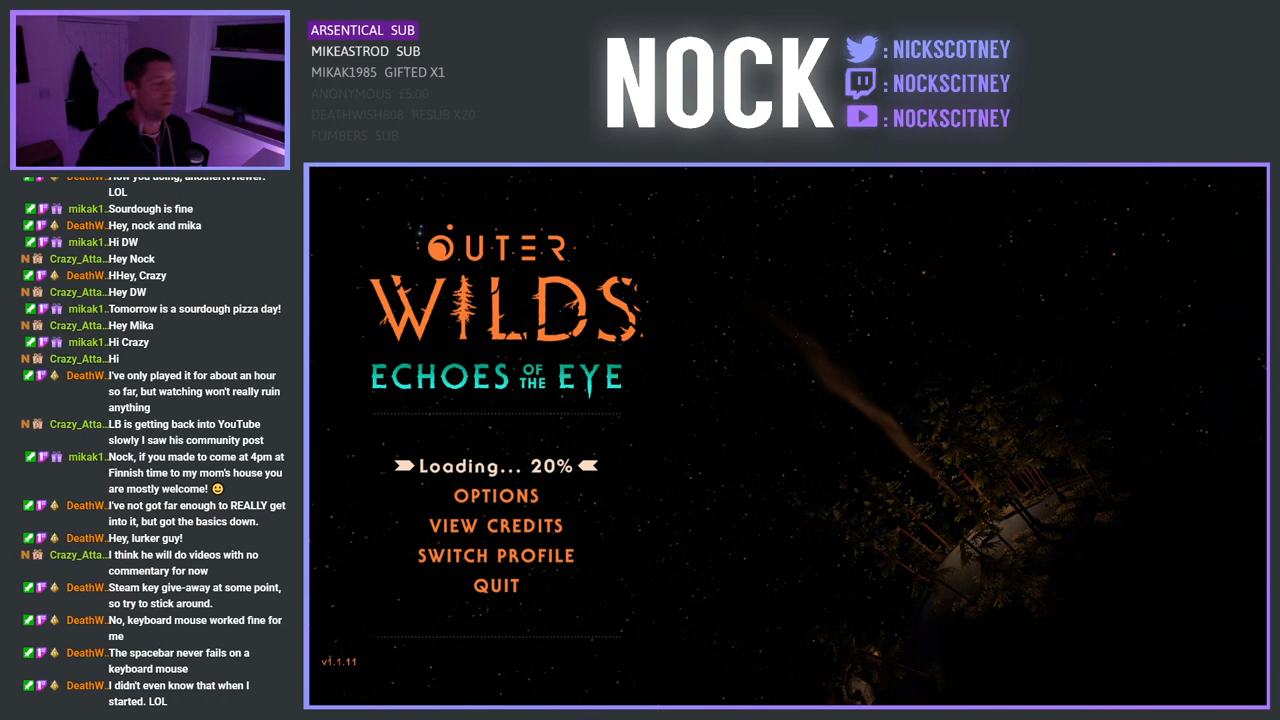 ARSENTICAL SUB
MIKEASTROD SUB
MIKAK1985 GIFTED X1
ANONYMOUS £5.00
DEATHWISH808 RESUB X20
FUMBERS SUB
NOCK
: NICKSCOTNEY
: NOCKSCITNEY
: NOCKSCITNEY
DeathW.. How you doing, anothertvviewer.
LOL
mikak1.. Sourdough is fine
DeathW.. Hey, nock and mika
mikak1.. Hi DW
Crazy_Atta.. Hey Nock
DeathW.. HHey, Crazy
Crazy_Atta.. Hey DW
mikak1.. Tomorrow is a sourdough pizza day!
Crazy_Atta.. Hey Mika
mikak1.. Hi Crazy
Crazy_Atta.. Hi
DeathW.. I've only played it for about an hour
so far, but watching won't really ruin
anything
Crazy_Atta.. LB is getting back into YouTube
slowly I saw his community post
mikak1.. Nock, if you made to come at 4pm at
Finnish time to my mom's house you
are mostly welcome! 😀
DeathW.. I've not got far enough to REALLY get
into it, but got the basics down.
DeathW.. Hey, lurker guy!
Crazy_Atta.. I think he will do videos with no
commentary for now
DeathW.. Steam key give-away at some point,
so try to stick around.
DeathW.. No, keyboard mouse worked fine for
me
DeathW.. The spacebar never fails on a
keyboard mouse
DeathW.. I didn't even know that when I
started. LOL
OUTER
WILDS
ECHOES OF THE EYE
Loading... 20%
OPTIONS
VIEW CREDITS
SWITCH PROFILE
QUIT
v1.1.11